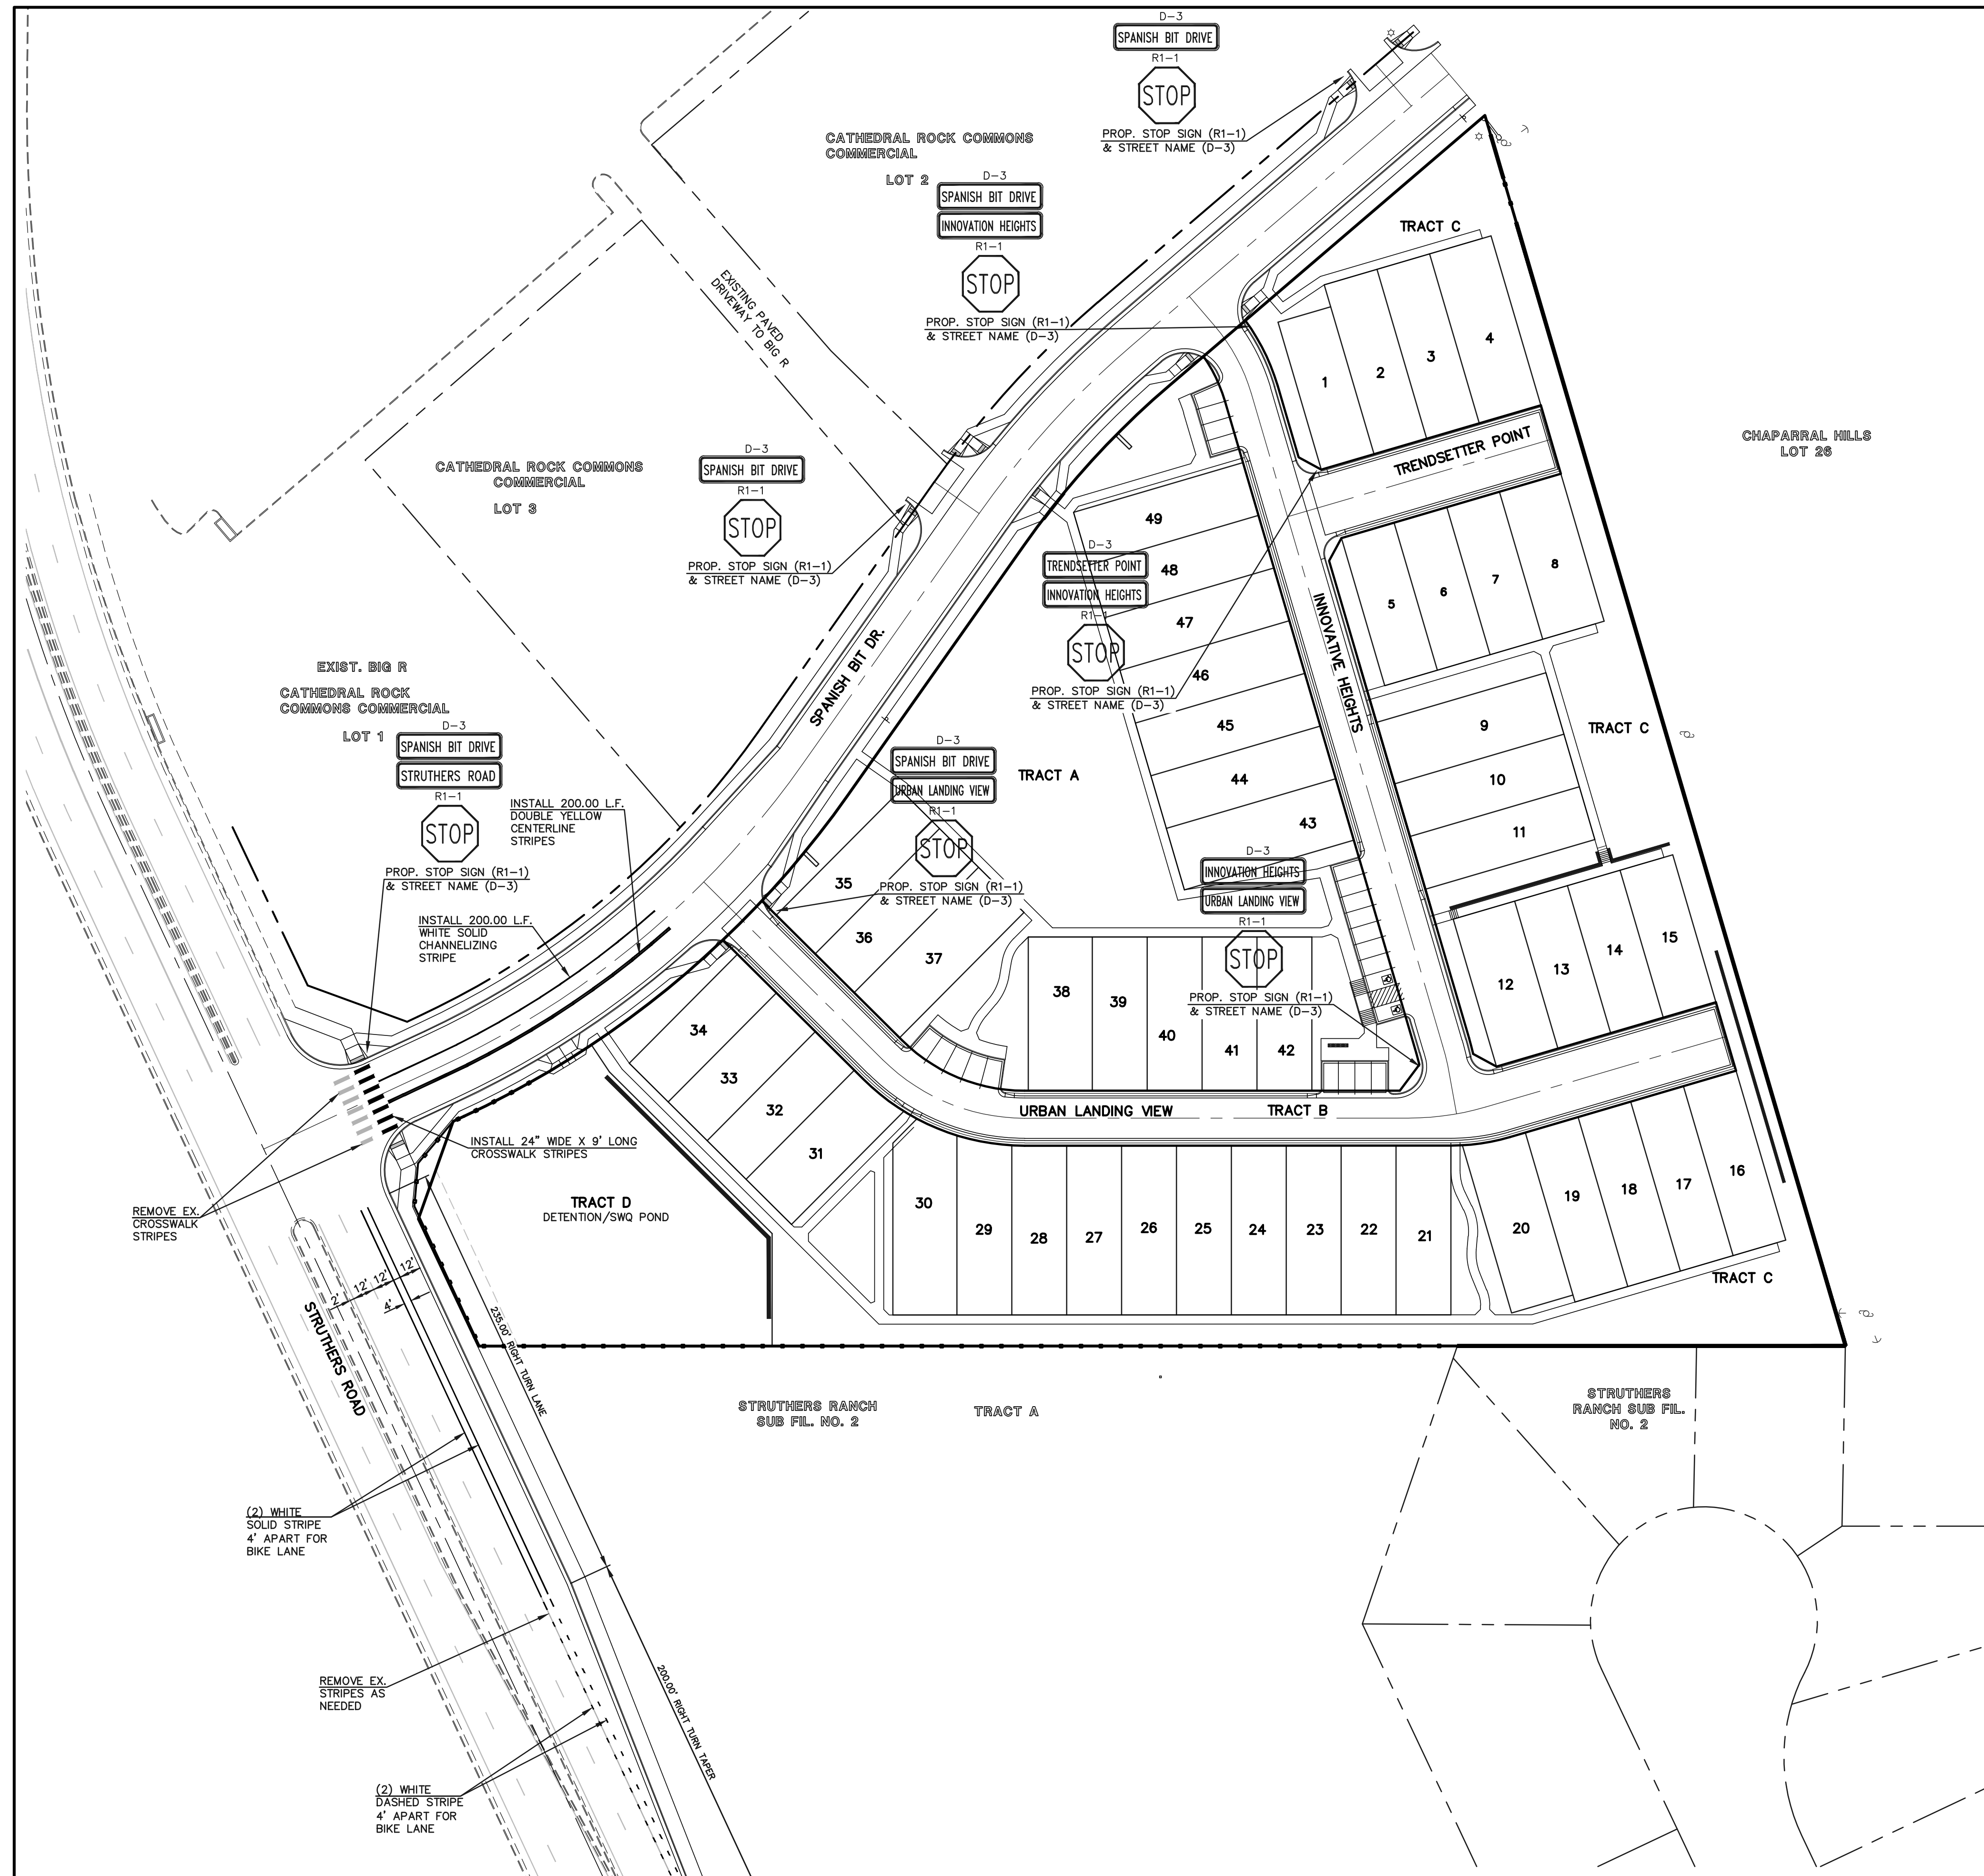 D-3
SPANISH BIT DRIVE
R1-1
STOP
PROP. STOP SIGN (R1-1)
& STREET NAME (D-3)
CATHEDRAL ROCK COMMONS
COMMERCIAL
LOT 2
D-3
SPANISH BIT DRIVE
INNOVATION HEIGHTS
R1-1
STOP
PROP. STOP SIGN (R1-1)
& STREET NAME (D-3)
EXISTING PAVED
DRIVEWAY TO BIG R
TRACT C
1
2
3
4
TRENDSETTER POINT
CHAPARRAL HILLS
LOT 26
CATHEDRAL ROCK COMMONS
COMMERCIAL
LOT 3
D-3
SPANISH BIT DRIVE
R1-1
STOP
PROP. STOP SIGN (R1-1)
& STREET NAME (D-3)
49
48
47
46
45
44
43
D-3
TRENDSETTER POINT
INNOVATION HEIGHTS
R1-1
STOP
PROP. STOP SIGN (R1-1)
& STREET NAME (D-3)
INNOVATIVE HEIGHTS
5
6
7
8
9
10
11
TRACT C
SPANISH BIT DR.
EXIST. BIG R
CATHEDRAL ROCK
COMMONS COMMERCIAL
LOT 1
D-3
SPANISH BIT DRIVE
STRUTHERS ROAD
R1-1
STOP
PROP. STOP SIGN (R1-1)
& STREET NAME (D-3)
INSTALL 200.00 L.F.
DOUBLE YELLOW
CENTERLINE
STRIPES
INSTALL 200.00 L.F.
WHITE SOLID
CHANNELIZING
STRIPE
TRACT A
D-3
SPANISH BIT DRIVE
URBAN LANDING VIEW
R1-1
STOP
PROP. STOP SIGN (R1-1)
& STREET NAME (D-3)
35
36
37
38
39
40
41
42
D-3
INNOVATION HEIGHTS
URBAN LANDING VIEW
R1-1
STOP
PROP. STOP SIGN (R1-1)
& STREET NAME (D-3)
12
13
14
15
34
33
32
31
URBAN LANDING VIEW
TRACT B
INSTALL 24" WIDE X 9' LONG
CROSSWALK STRIPES
REMOVE EX.
CROSSWALK
STRIPES
TRACT D
DETENTION/SWQ POND
30
29
28
27
26
25
24
23
22
21
20
19
18
17
16
TRACT C
2'
12'
12'
12'
4'
STRUTHERS ROAD
235.00' RIGHT TURN LANE
STRUTHERS RANCH
SUB FIL. NO. 2
TRACT A
STRUTHERS
RANCH SUB FIL.
NO. 2
(2) WHITE
SOLID STRIPE
4' APART FOR
BIKE LANE
REMOVE EX.
STRIPES AS
NEEDED
200.00' RIGHT TURN TAPER
(2) WHITE
DASHED STRIPE
4' APART FOR
BIKE LANE